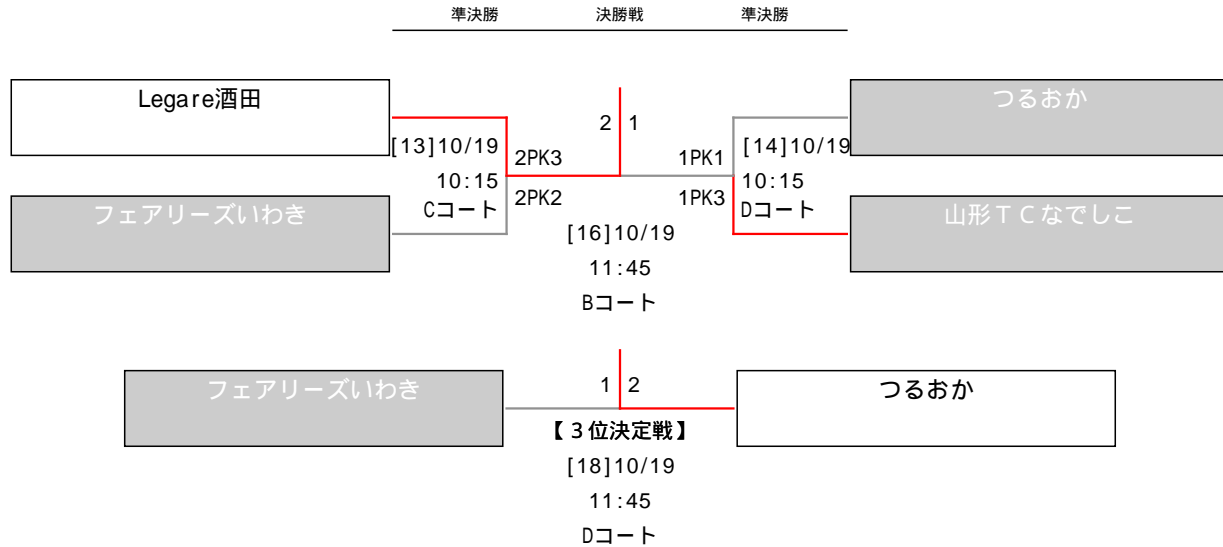 準決勝 決勝戦 準決勝
Legare酒田
つるおか
2 1
[13]10/19
[14]10/19
2PK3
1PK1
10:15
10:15
2PK2
1PK3
Cコート
Dコート
フェアリーズいわき
山形TCなでしこ
[16]10/19
11:45
Bコート
フェアリーズいわき
1 2
つるおか
【3位決定戦】
[18]10/19
11:45
Dコート